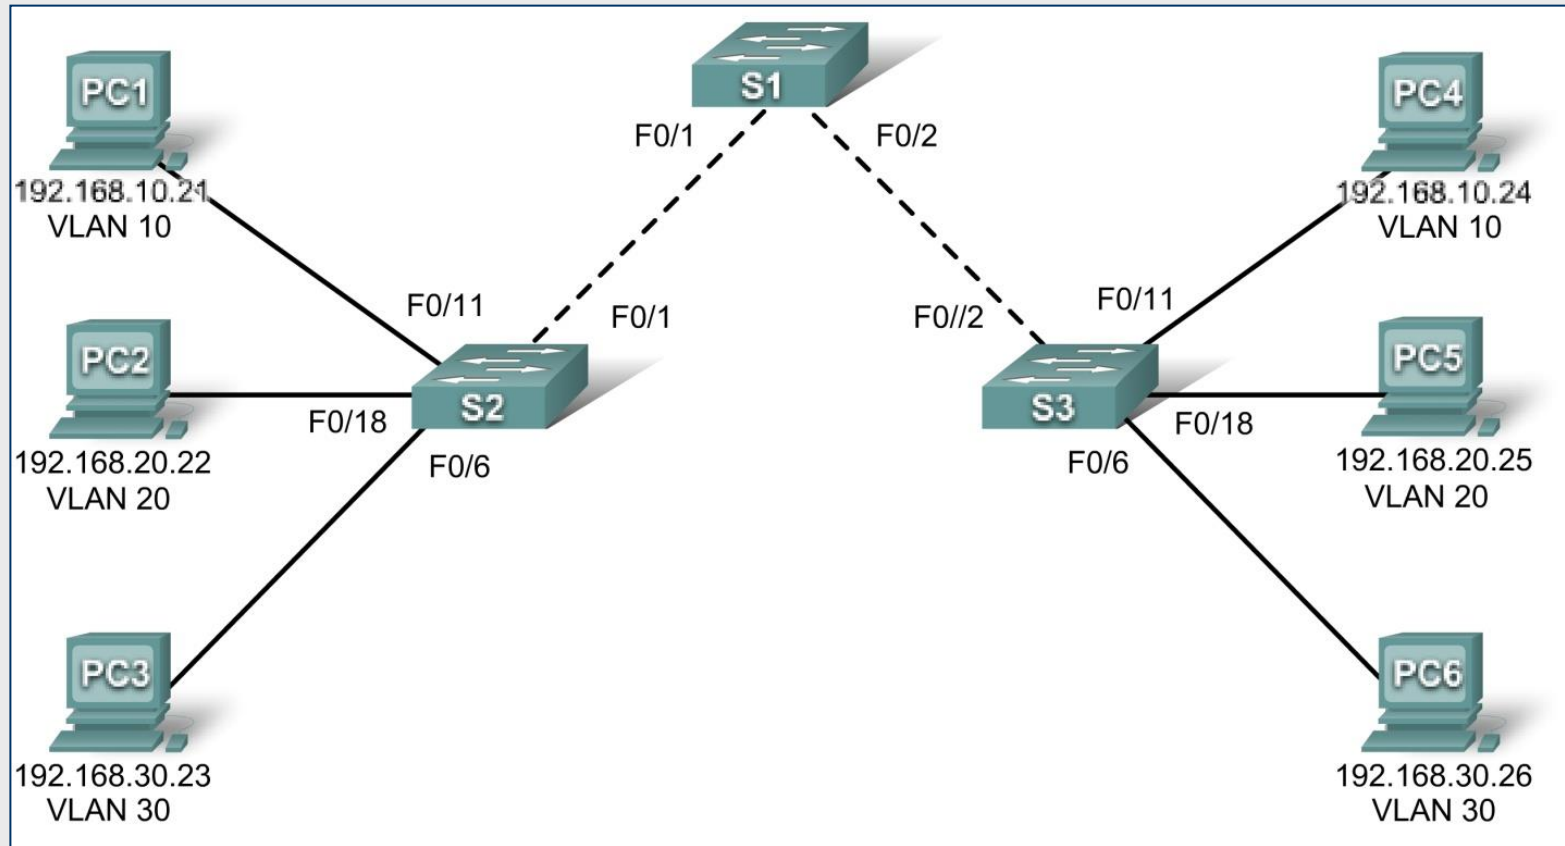 S1
F0/1
F0/2
PC1
192.168.10.21
VLAN 10
PC4
192.168.10.24
VLAN 10
F0/11
F0/1
F0//2
F0/11
PC2
192.168.20.22
VLAN 20
F0/18
S2
F0/6
S3
F0/18
F0/6
PC5
192.168.20.25
VLAN 20
PC3
192.168.30.23
VLAN 30
PC6
192.168.30.26
VLAN 30